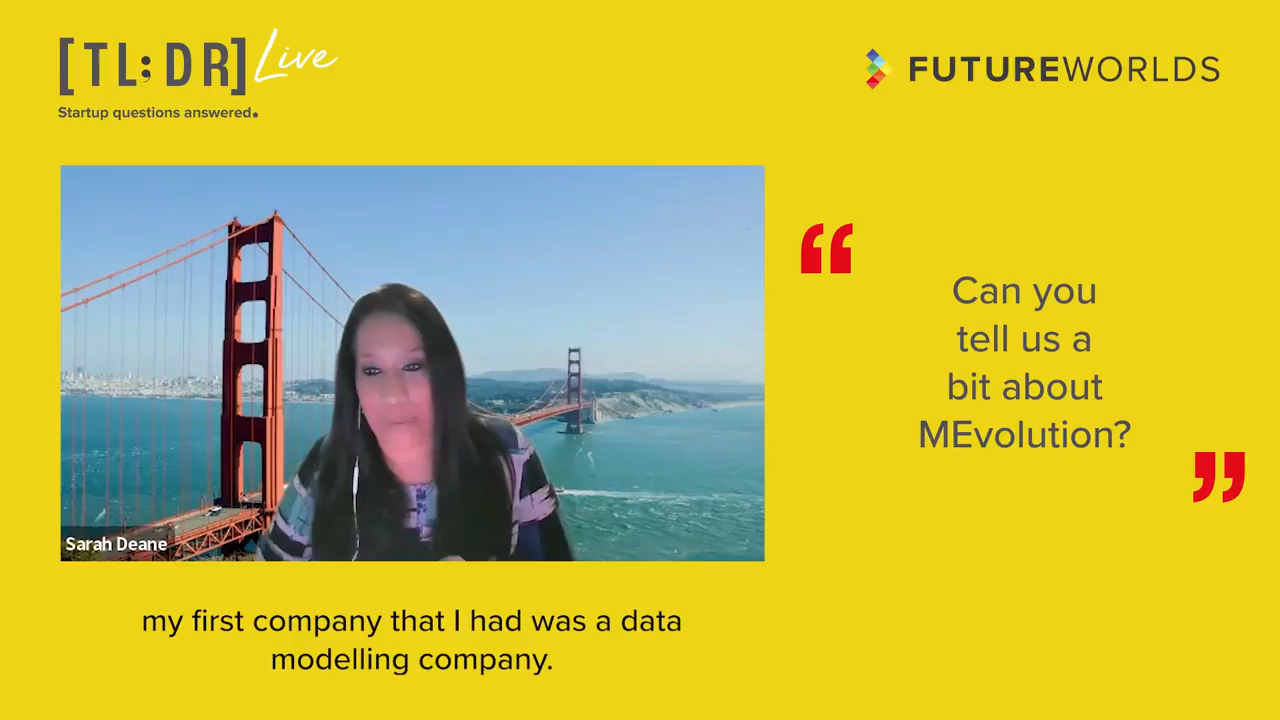 [TL;DR] Live
Startup questions answered.
FUTUREWORLDS
“
Can you
tell us a
bit about
MEvolution?
”
Sarah Deane
my first company that I had was a data
modelling company.